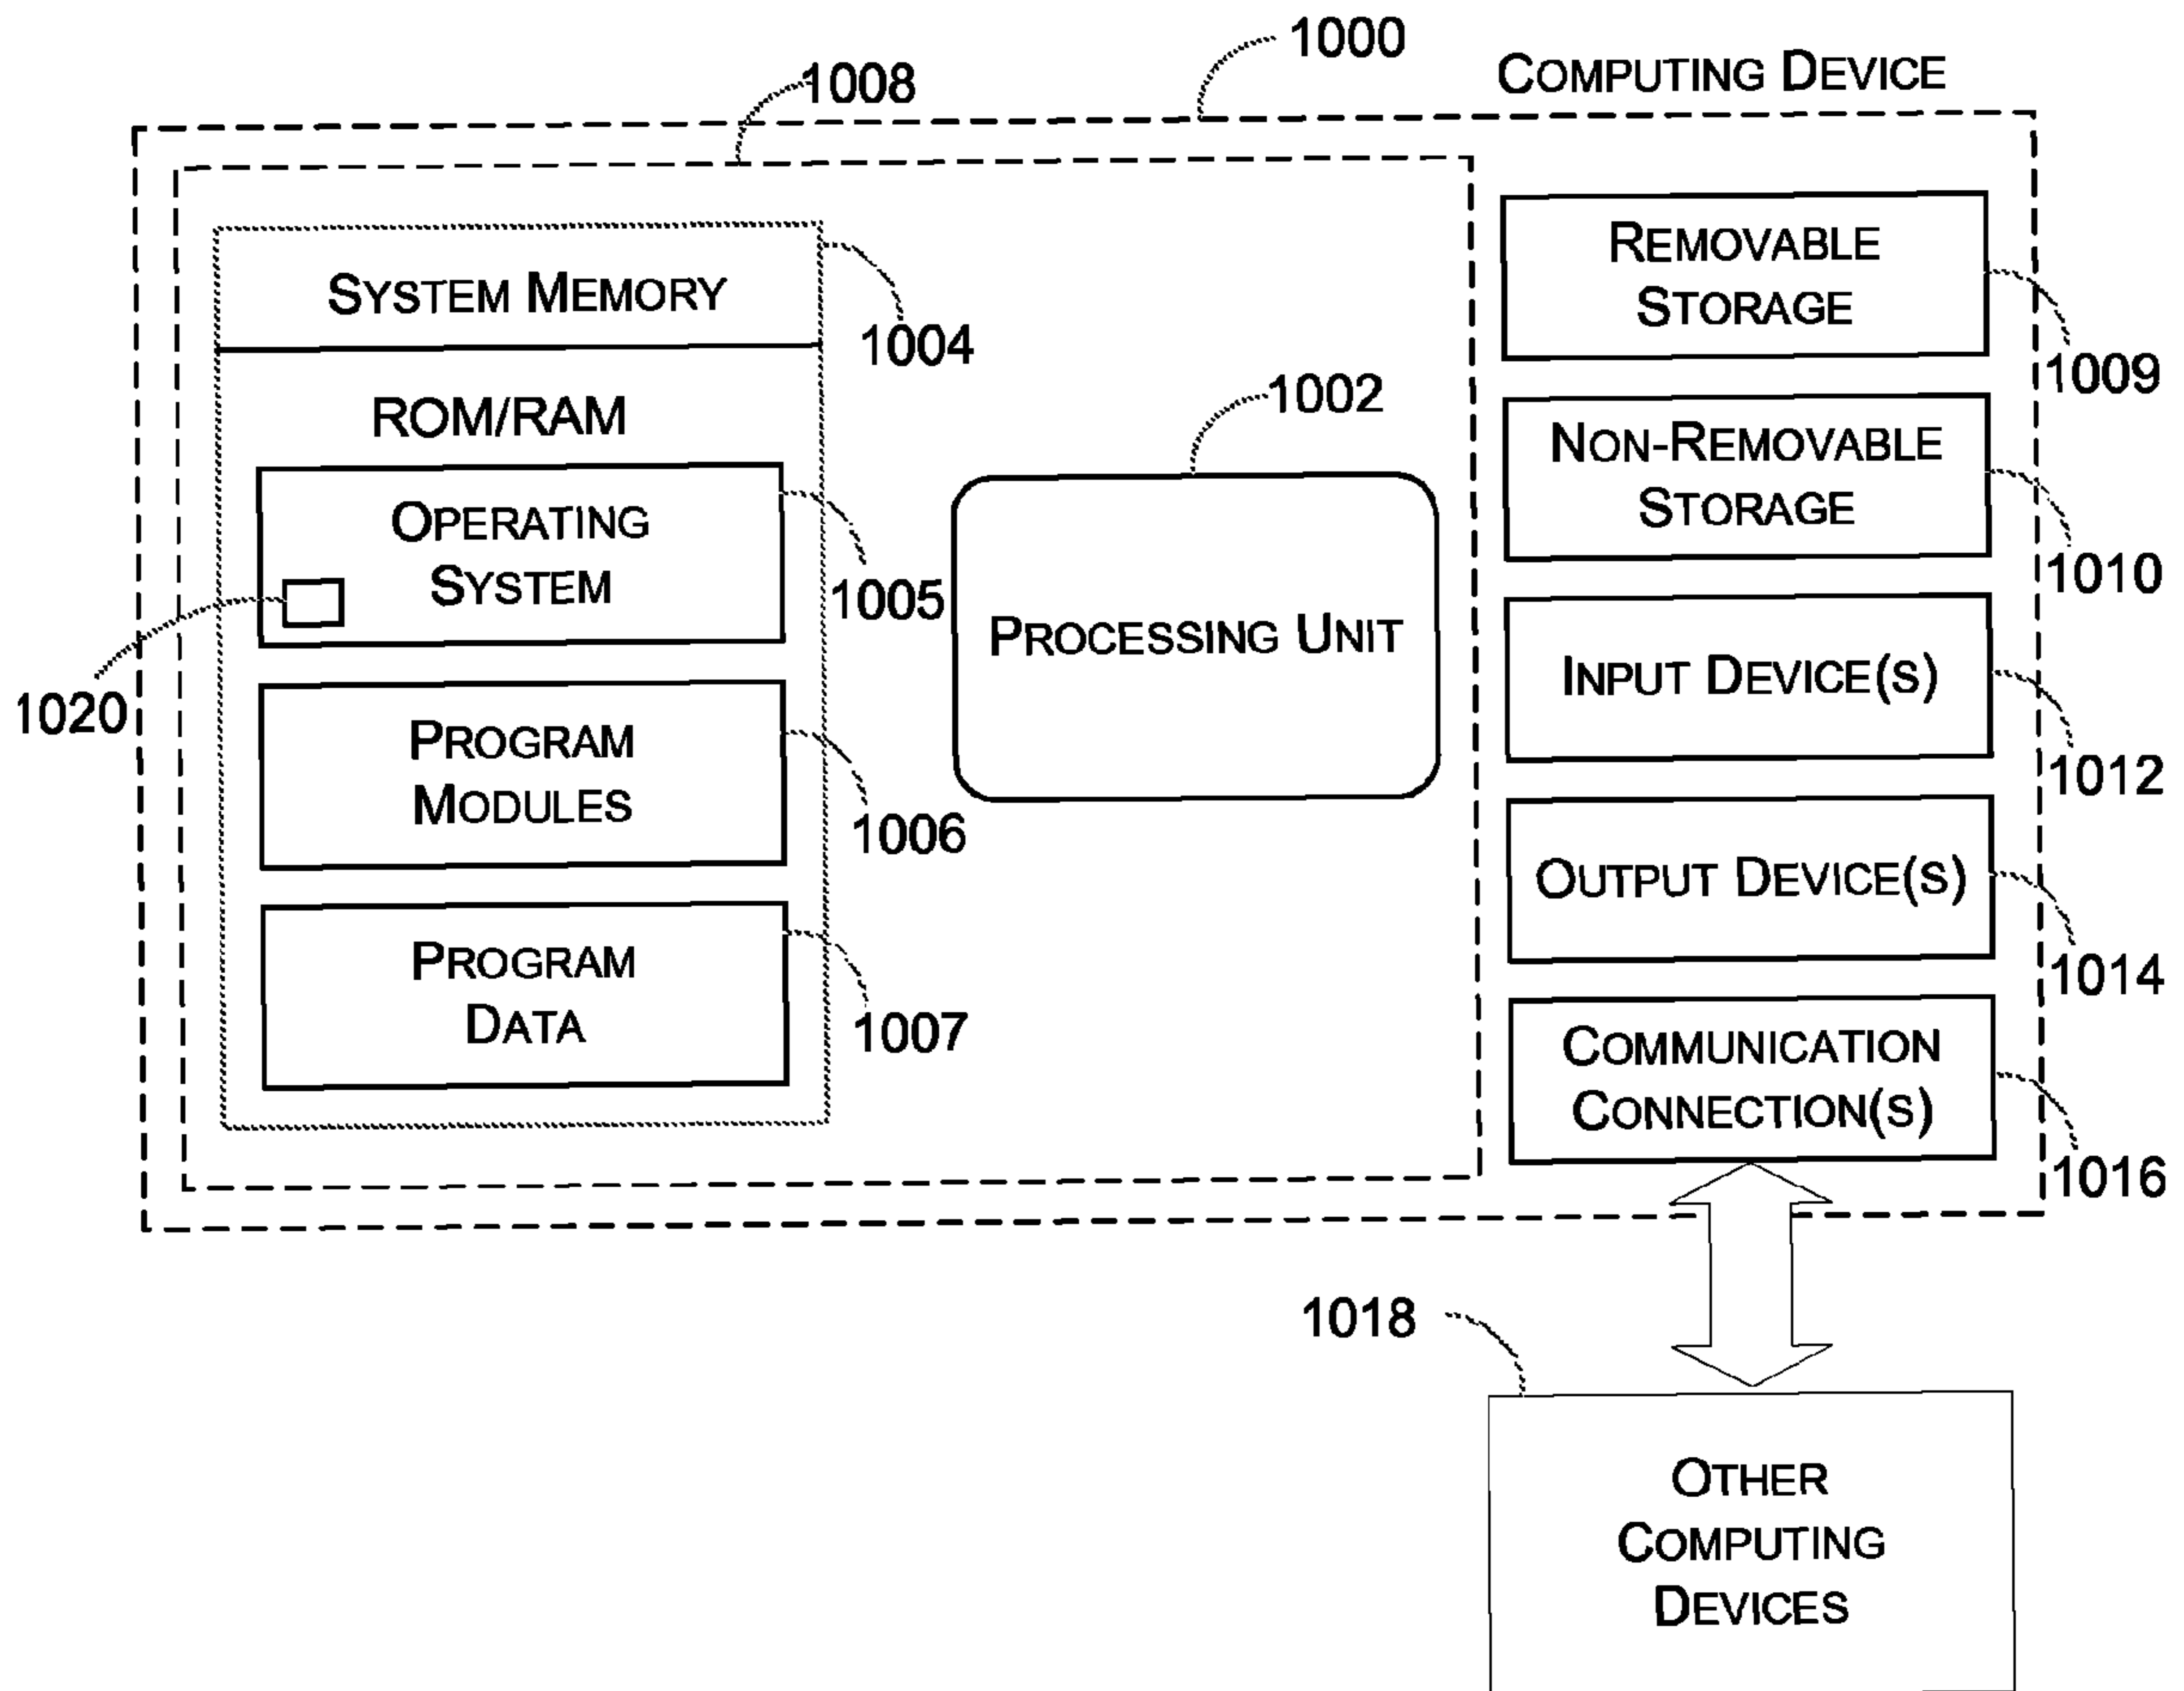 1000
COMPUTING DEVICE
1008
SYSTEM MEMORY
1004
ROM/RAM
OPERATING
SYSTEM
1005
1020
PROGRAM
MODULES
1006
PROGRAM
DATA
1007
1002
PROCESSING UNIT
REMOVABLE
STORAGE
1009
NON-REMOVABLE
STORAGE
1010
INPUT DEVICE(S)
1012
OUTPUT DEVICE(S)
1014
COMMUNICATION
CONNECTION(S)
1016
1018
OTHER
COMPUTING
DEVICES